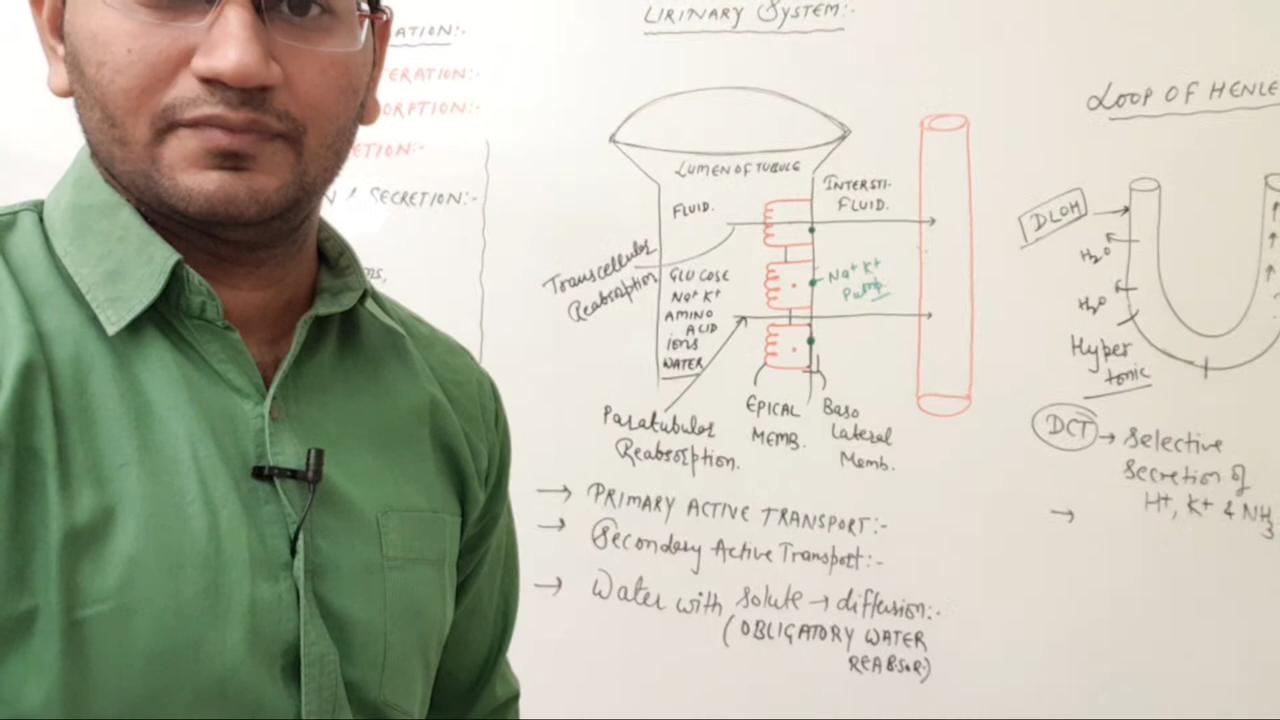 URINARY SYSTEM:-
ATION:-
TERATION:-
ORPTION:-
ETION:-
N & SECRETION:-
LUMEN OF TUBULE
FLUID.
INTERSTI-
FLUID.
Transcellular
Reabsorption
GLUCOSE
Na+ K+
AMINO
ACID
ions
WATER
Na+ K+
Pump.
Paratubular
Reabsorption.
EPICAL
MEMB.
Baso
lateral
Memb.
→ PRIMARY ACTIVE TRANSPORT:-
→ Secondary Active Transport:-
→ Water with solute → diffusion:-
(OBLIGATORY WATER
REABSOR)
LOOP OF HENLE
DLOH
H2O
H2O
Hyper
tonic
DCT → Selective
Secretion of
H+, K+ & NH3
→